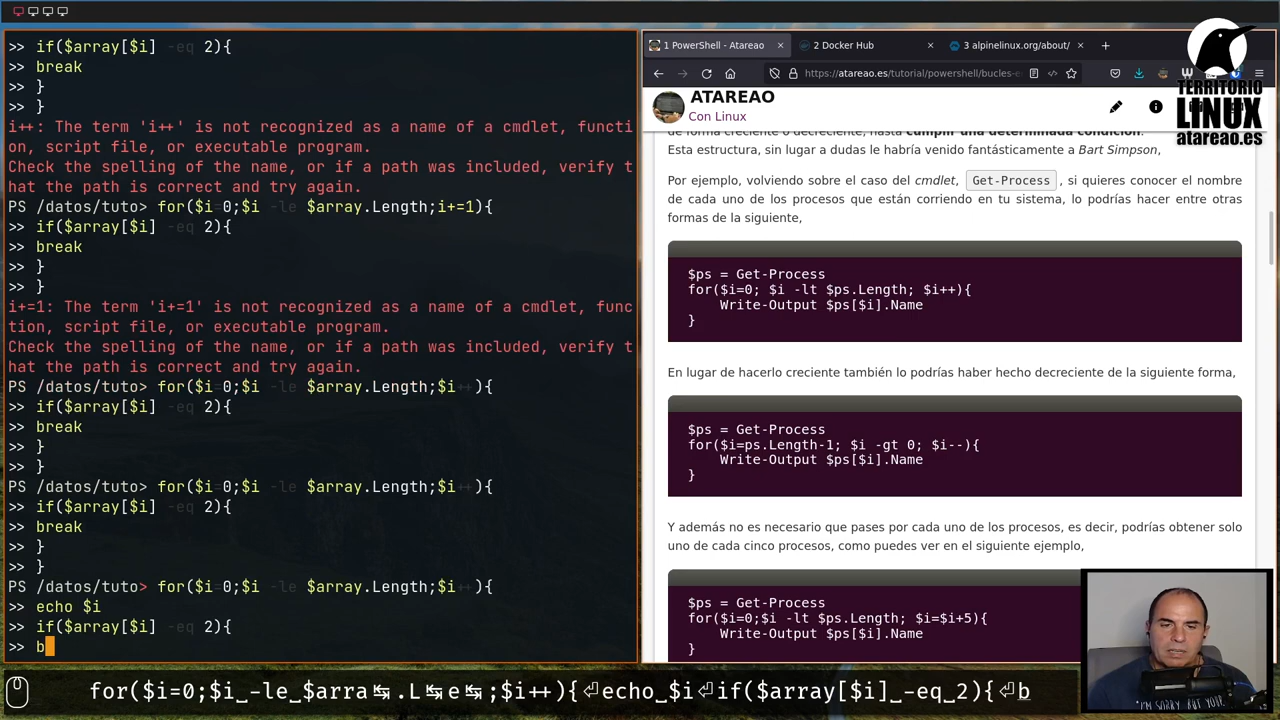 >> if($array[$i] -eq 2){
>> break
>> }
>> }
i++: The term 'i++' is not recognized as a name of a cmdlet, functi
on, script file, or executable program.
Check the spelling of the name, or if a path was included, verify t
hat the path is correct and try again.
PS /datos/tuto> for($i=0;$i -le $array.Length;i+=1){
>> if($array[$i] -eq 2){
>> break
>> }
>> }
i+=1: The term 'i+=1' is not recognized as a name of a cmdlet, func
tion, script file, or executable program.
Check the spelling of the name, or if a path was included, verify t
hat the path is correct and try again.
PS /datos/tuto> for($i=0;$i -le $array.Length;$i++){
>> if($array[$i] -eq 2){
>> break
>> }
>> }
PS /datos/tuto> for($i=0;$i -le $array.Length;$i++){
>> if($array[$i] -eq 2){
>> break
>> }
>> }
PS /datos/tuto> for($i=0;$i -le $array.Length;$i++){
>> echo $i
>> if($array[$i] -eq 2){
>> b
1 PowerShell - Atareao
2 Docker Hub
3 alpinelinux.org/about/
https://atareao.es/tutorial/powershell/bucles-e
TERRITORIO
LINUX
atareao.es
ATAREAO
Con Linux
de forma creciente o decreciente, hasta cumplir una determinada condición.
Esta estructura, sin lugar a dudas le habría venido fantásticamente a Bart Simpson,
Por ejemplo, volviendo sobre el caso del cmdlet, Get-Process, si quieres conocer el nombre
de cada uno de los procesos que están corriendo en tu sistema, lo podrías hacer entre otras
formas de la siguiente,
$ps = Get-Process
for($i=0; $i -lt $ps.Length; $i++){
Write-Output $ps[$i].Name
}
En lugar de hacerlo creciente también lo podrías haber hecho decreciente de la siguiente forma,
$ps = Get-Process
for($i=ps.Length-1; $i -gt 0; $i--){
Write-Output $ps[$i].Name
}
Y además no es necesario que pases por cada uno de los procesos, es decir, podrías obtener solo
uno de cada cinco procesos, como puedes ver en el siguiente ejemplo,
$ps = Get-Process
for($i=0;$i -lt $ps.Length; $i=$i+5){
Write-Output $ps[$i].Name
}
for($i=0;$i_-le_$arra↹.L↹e↹;$i++){⏎echo_$i⏎if($array[$i]_-eq_2){⏎b